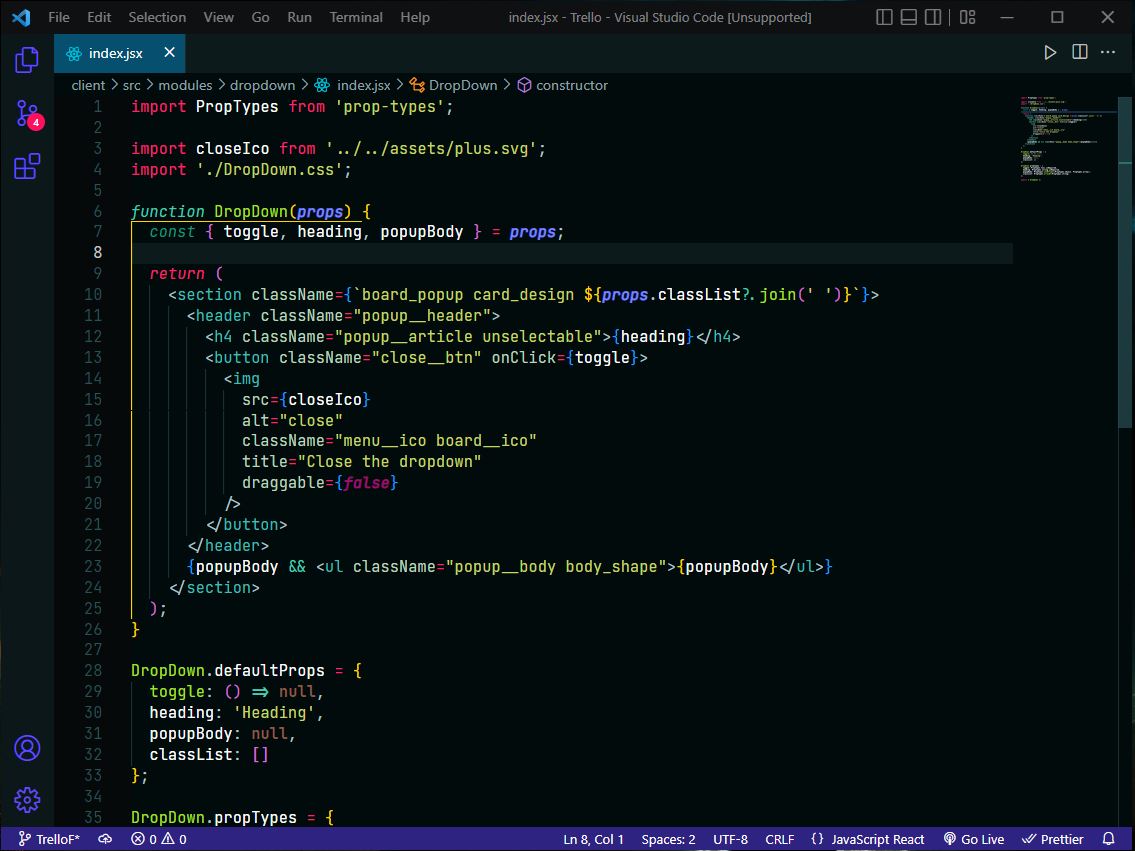 File Edit Selection View Go Run Terminal Help index.jsx - Trello - Visual Studio Code [Unsupported]
index.jsx
client > src > modules > dropdown > index.jsx > DropDown > constructor
4
1 import PropTypes from 'prop-types';
2
3 import closeIco from '../../assets/plus.svg';
4 import './DropDown.css';
5
6 function DropDown(props) {
7 const { toggle, heading, popupBody } = props;
8
9 return (
10 <section className={`board_popup card_design ${props.classList?.join(' ')}`}>
11 <header className="popup__header">
12 <h4 className="popup__article unselectable">{heading}</h4>
13 <button className="close__btn" onClick={toggle}>
14 <img
15 src={closeIco}
16 alt="close"
17 className="menu__ico board__ico"
18 title="Close the dropdown"
19 draggable={false}
20 />
21 </button>
22 </header>
23 {popupBody && <ul className="popup__body body_shape">{popupBody}</ul>}
24 </section>
25 );
26 }
27
28 DropDown.defaultProps = {
29 toggle: () => null,
30 heading: 'Heading',
31 popupBody: null,
32 classList: []
33 };
34
35 DropDown.propTypes = {
TrelloF* 0 0 Ln 8, Col 1 Spaces: 2 UTF-8 CRLF {} JavaScript React Go Live Prettier